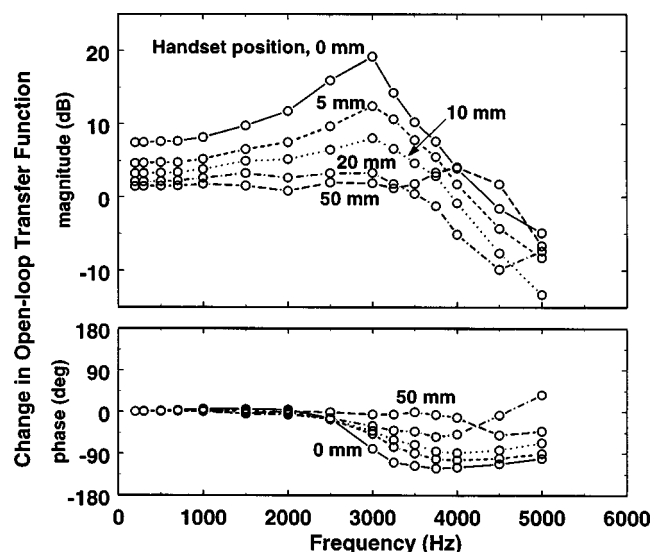 Change in Open-loop Transfer Function
magnitude (dB)
20
10
0
-10
Handset position, 0 mm
5 mm
10 mm
20 mm
50 mm
phase (deg)
180
90
0
-90
-180
50 mm
0 mm
0 1000 2000 3000 4000 5000 6000
Frequency (Hz)